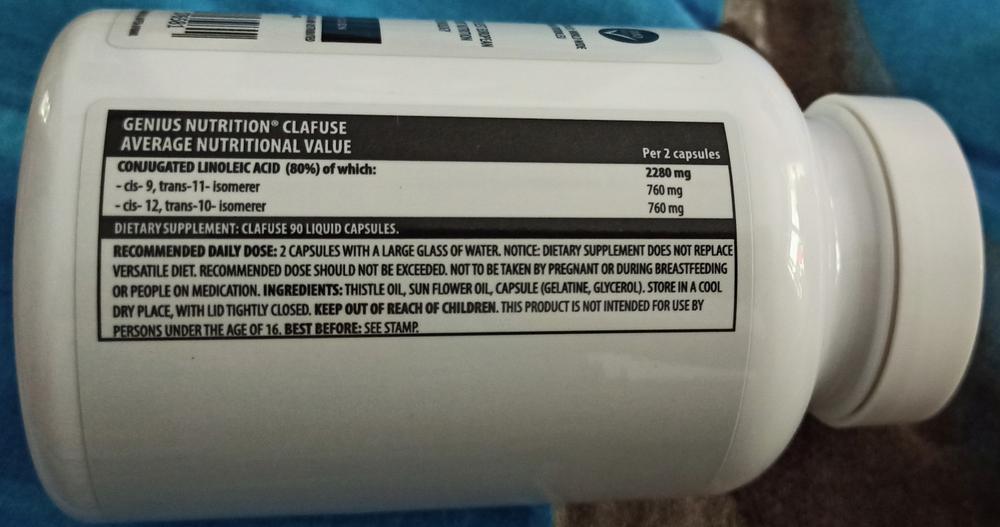 GENIUS NUTRITION® CLAFUSE
AVERAGE NUTRITIONAL VALUE
Per 2 capsules
CONJUGATED LINOLEIC ACID (80%) of which: 2280 mg
- cis- 9, trans-11- isomerer 760 mg
- cis- 12, trans-10- isomerer 760 mg
DIETARY SUPPLEMENT: CLAFUSE 90 LIQUID CAPSULES.
RECOMMENDED DAILY DOSE: 2 CAPSULES WITH A LARGE GLASS OF WATER. NOTICE: DIETARY SUPPLEMENT DOES NOT REPLACE
VERSATILE DIET. RECOMMENDED DOSE SHOULD NOT BE EXCEEDED. NOT TO BE TAKEN BY PREGNANT OR DURING BREASTFEEDING
OR PEOPLE ON MEDICATION. INGREDIENTS: THISTLE OIL, SUN FLOWER OIL, CAPSULE (GELATINE, GLYCEROL). STORE IN A COOL
DRY PLACE, WITH LID TIGHTLY CLOSED. KEEP OUT OF REACH OF CHILDREN. THIS PRODUCT IS NOT INTENDED FOR USE BY
PERSONS UNDER THE AGE OF 16. BEST BEFORE: SEE STAMP.